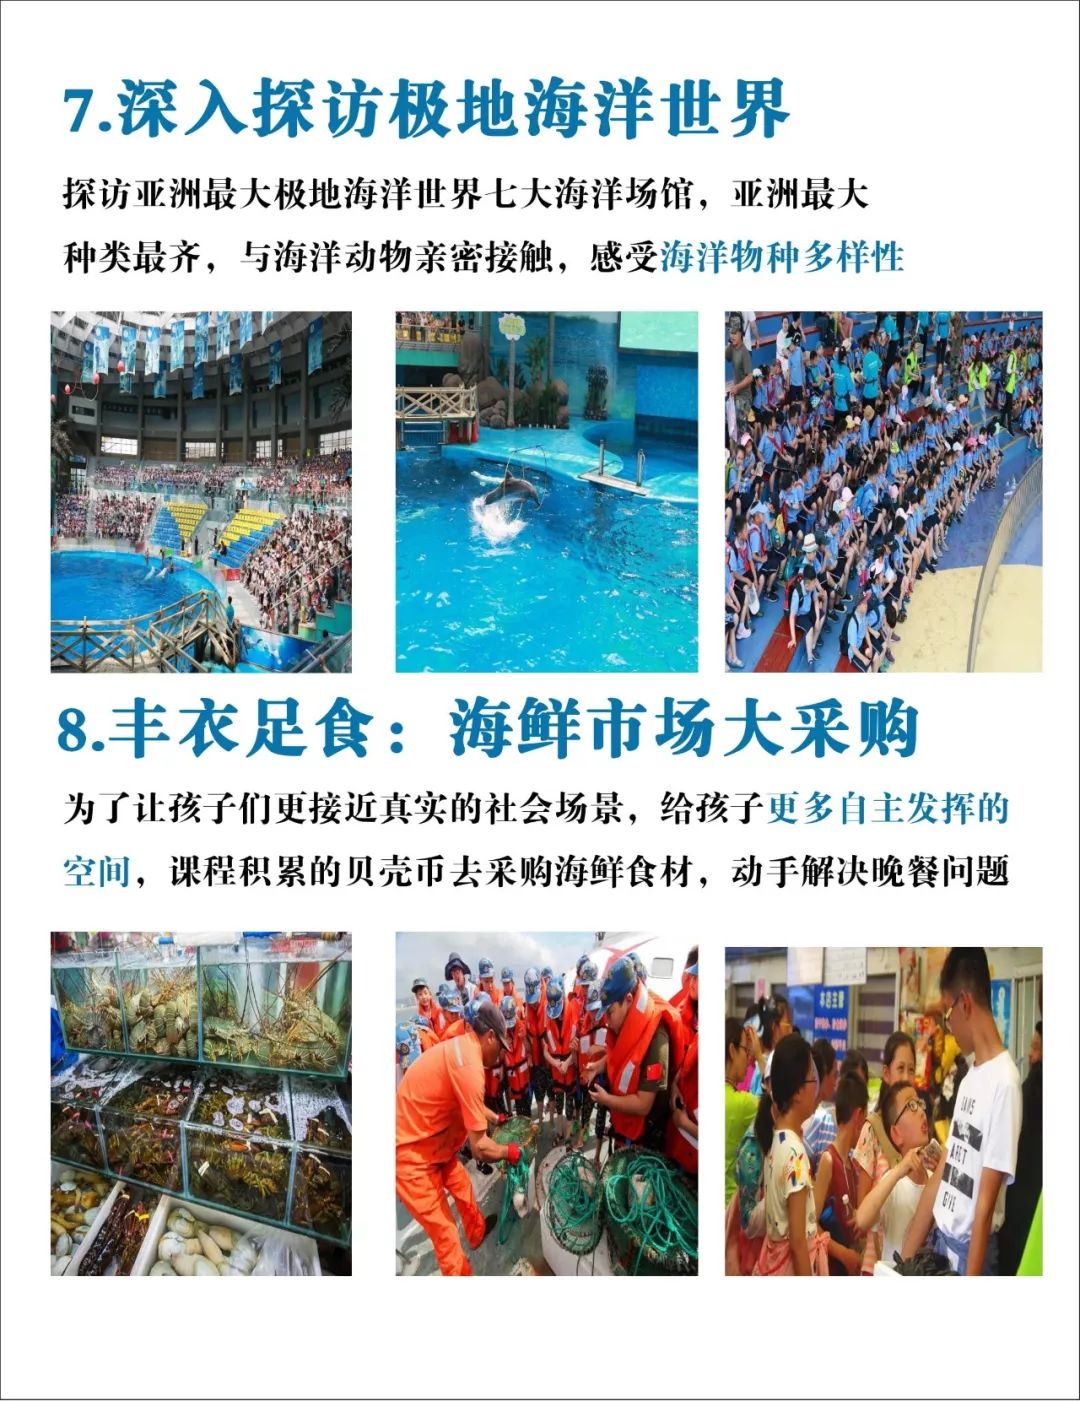 7.深入探访极地海洋世界
探访亚洲最大极地海洋世界七大海洋场馆，亚洲最大
种类最齐，与海洋动物亲密接触，感受海洋物种多样性
8.丰衣足食：海鲜市场大采购
为了让孩子们更接近真实的社会场景，给孩子更多自主发挥的
空间，课程积累的贝壳币去采购海鲜食材，动手解决晚餐问题
本店主营